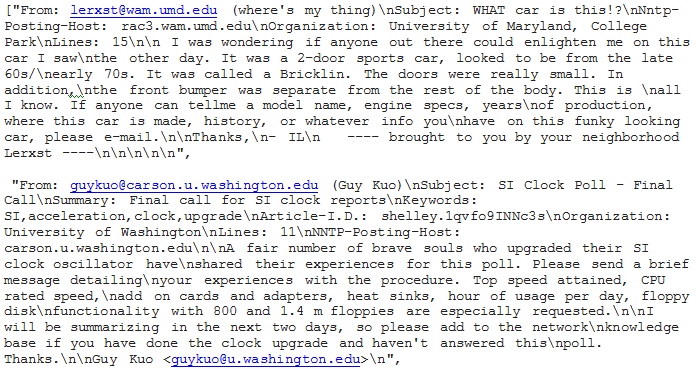 ["From: lerxst@wam.umd.edu (where's my thing)\nSubject: WHAT car is this!?\nNntp-
Posting-Host: rac3.wam.umd.edu\nOrganization: University of Maryland, College
Park\nLines: 15\n\n I was wondering if anyone out there could enlighten me on this
car I saw\nthe other day. It was a 2-door sports car, looked to be from the late
60s/\nearly 70s. It was called a Bricklin. The doors were really small. In
addition,\nthe front bumper was separate from the rest of the body. This is \nall
I know. If anyone can tellme a model name, engine specs, years\nof production,
where this car is made, history, or whatever info you\nhave on this funky looking
car, please e-mail.\n\nThanks,\n- IL\n   ---- brought to you by your neighborhood
Lerxst ----\n\n\n\n\n",
"From: guykuo@carson.u.washington.edu (Guy Kuo)\nSubject: SI Clock Poll - Final
Call\nSummary: Final call for SI clock reports\nKeywords:
SI,acceleration,clock,upgrade\nArticle-I.D.: shelley.1qvfo9INNc3s\nOrganization:
University of Washington\nLines: 11\nNNTP-Posting-Host:
carson.u.washington.edu\n\nA fair number of brave souls who upgraded their SI
clock oscillator have\nshared their experiences for this poll. Please send a brief
message detailing\nyour experiences with the procedure. Top speed attained, CPU
rated speed,\nadd on cards and adapters, heat sinks, hour of usage per day, floppy
disk\nfunctionality with 800 and 1.4 m floppies are especially requested.\n\nI
will be summarizing in the next two days, so please add to the network\nknowledge
base if you have done the clock upgrade and haven't answered this\npoll.
Thanks.\n\nGuy Kuo <guykuo@u.washington.edu>\n",